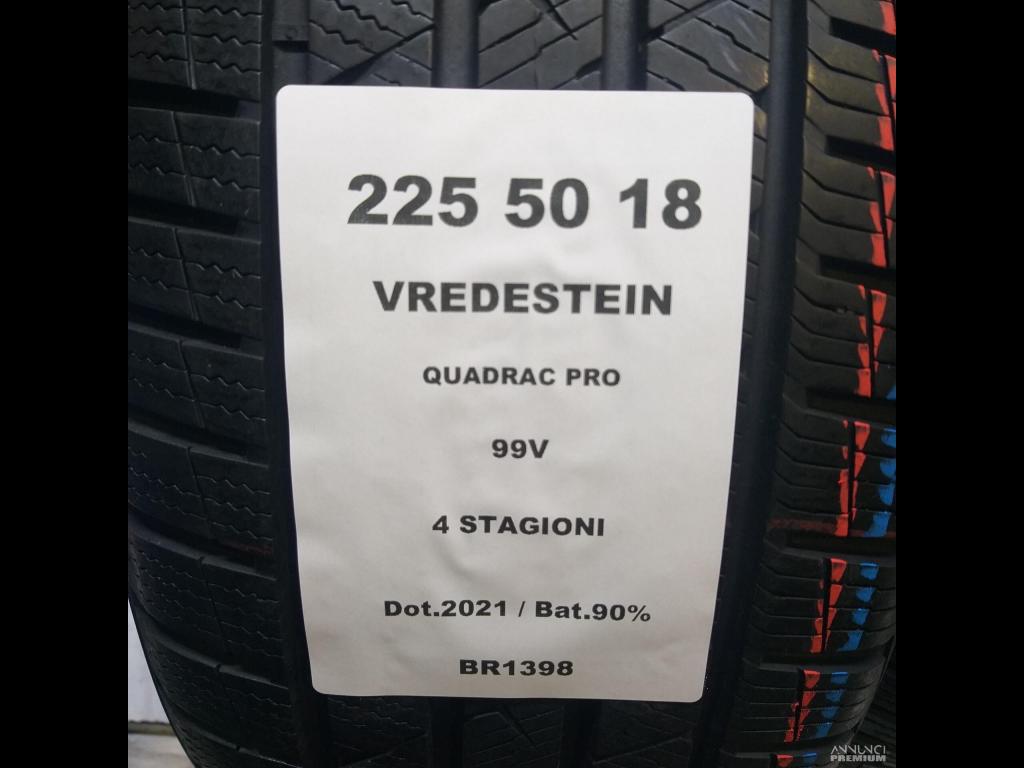 225 50 18
VREDESTEIN
QUADRAC PRO
99V
4 STAGIONI
Dot.2021 / Bat.90%
BR1398
ANNUNCI
PREMIUM